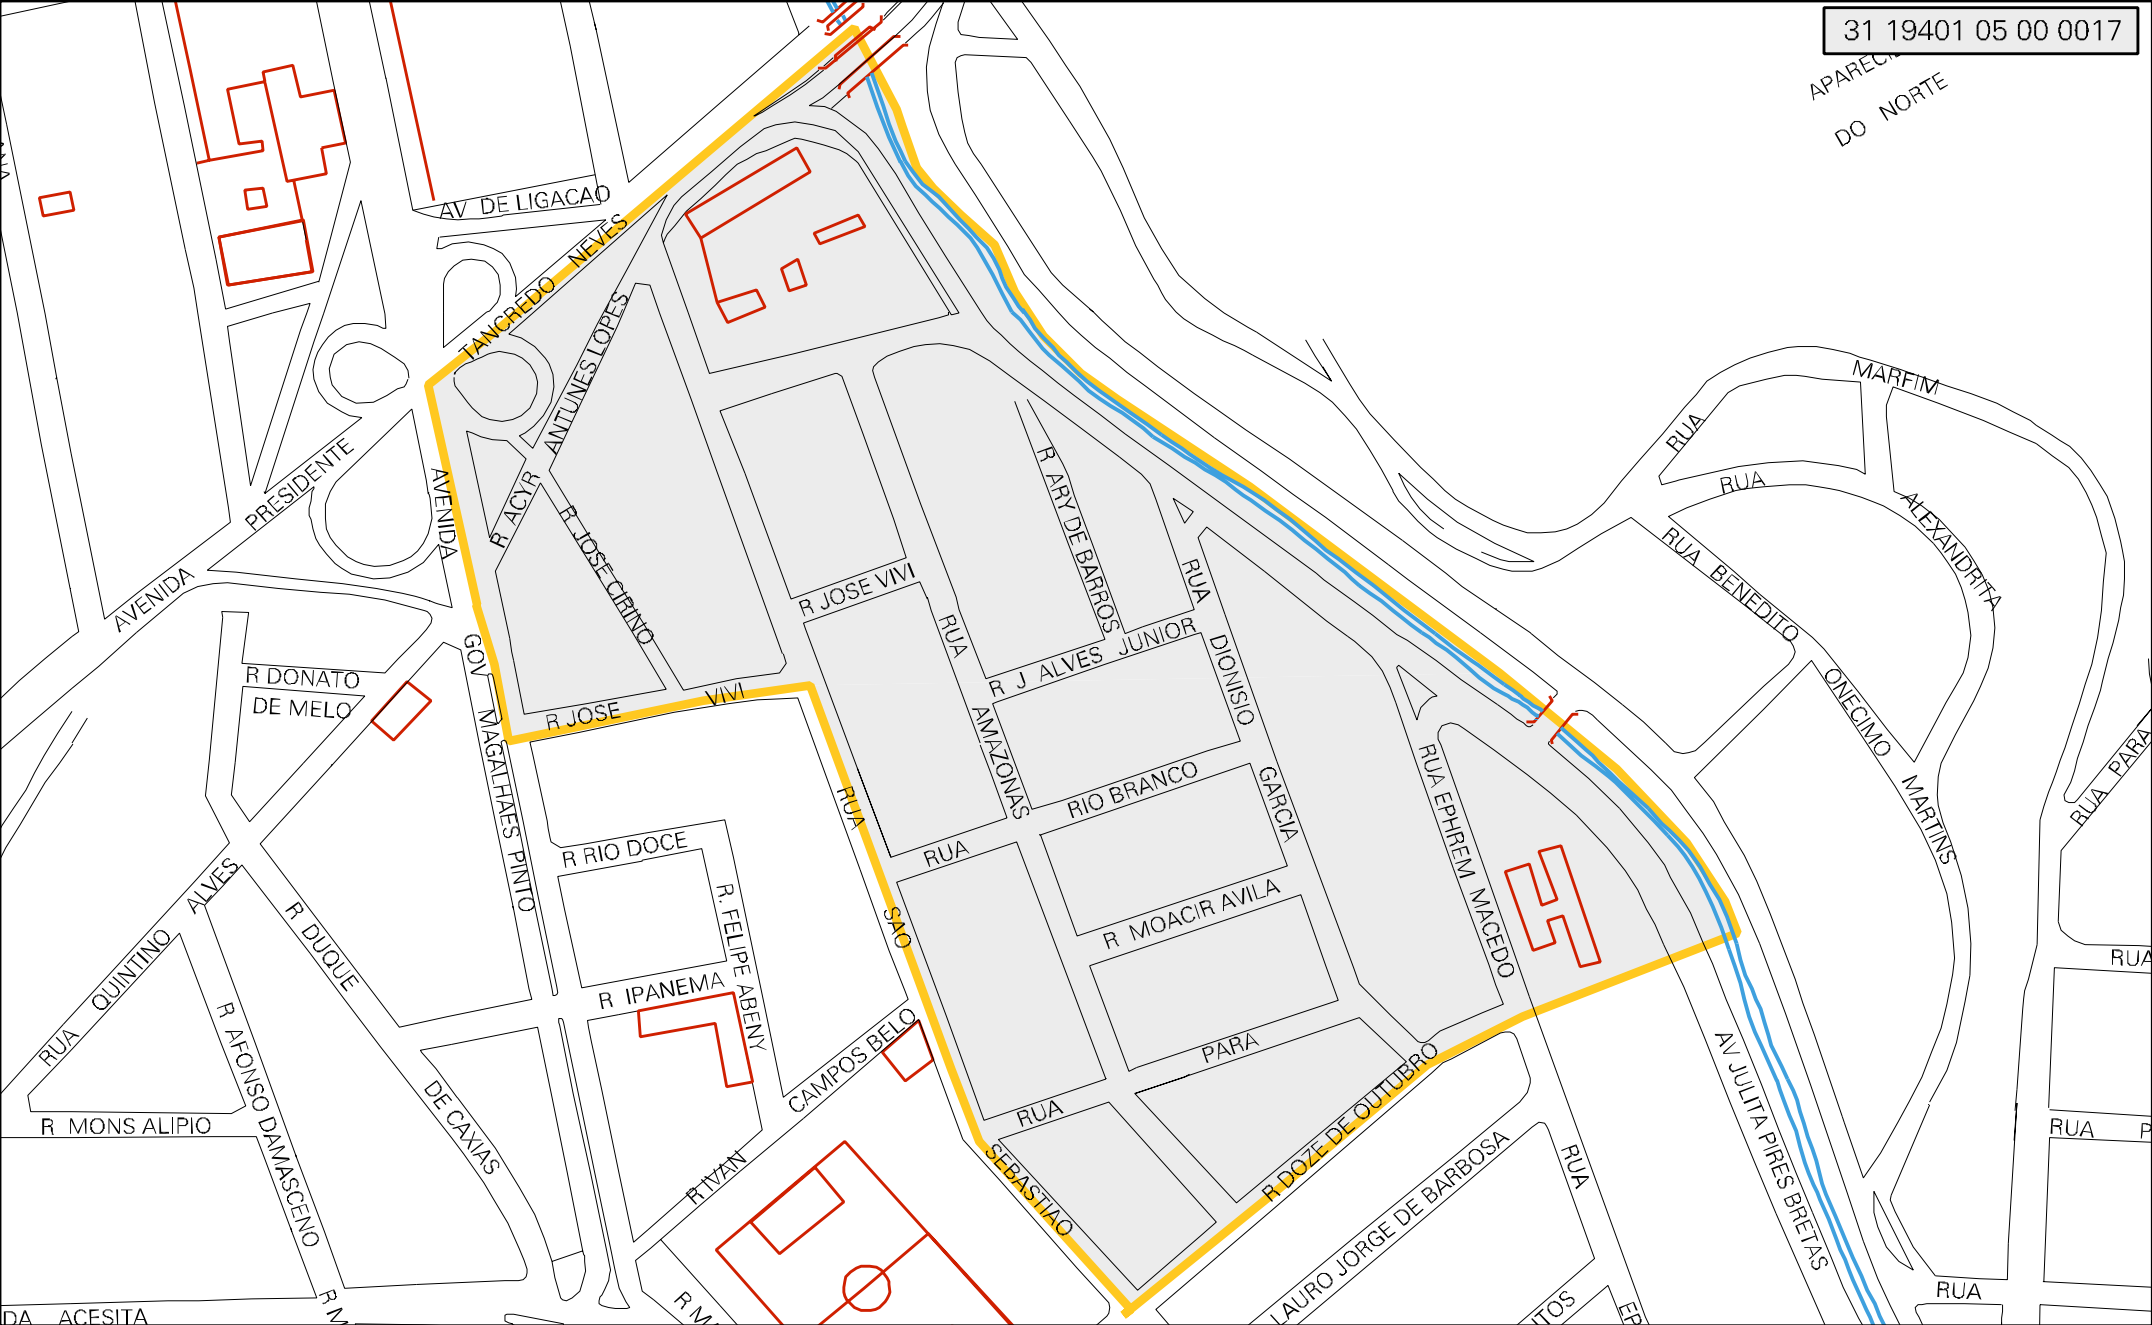 31 19401 05 00 0017
DO NORTE
AV DE LIGACAO
TANCREDO NEVES
AVENIDA PRESIDENTE
R ACYR ANTUNES LOPES
R JOSE CIRINO
AVENIDA
GOV MAGALHAES PINTO
R DONATO
DE MELO
R JOSE VIVI
R JOSE VIVI
RUA AMAZONAS
R ARY DE BARROS
R J ALVES JUNIOR
RUA DIONISIO GARCIA
RUA RIO BRANCO
R MOACIR AVILA
RUA PARA
RUA EPHREM MACEDO
RUA SAO SEBASTIAO
R DOZE DE OUTUBRO
R RIO DOCE
R. FELIPE ABENY
R IPANEMA
R IVAN CAMPOS BELO
RUA QUINTINO ALVES
R DUQUE DE CAXIAS
R AFONSO DAMASCENO
R MONS ALIPIO
ACESITA
LAURO JORGE DE BARBOSA
RUA
AV JULITA PIRES BRETAS
RUA MARFIM
RUA ALEXANDRITA
RUA BENEDITO ONECIMO MARTINS
RUA PARA
RUA
RUA
RUA